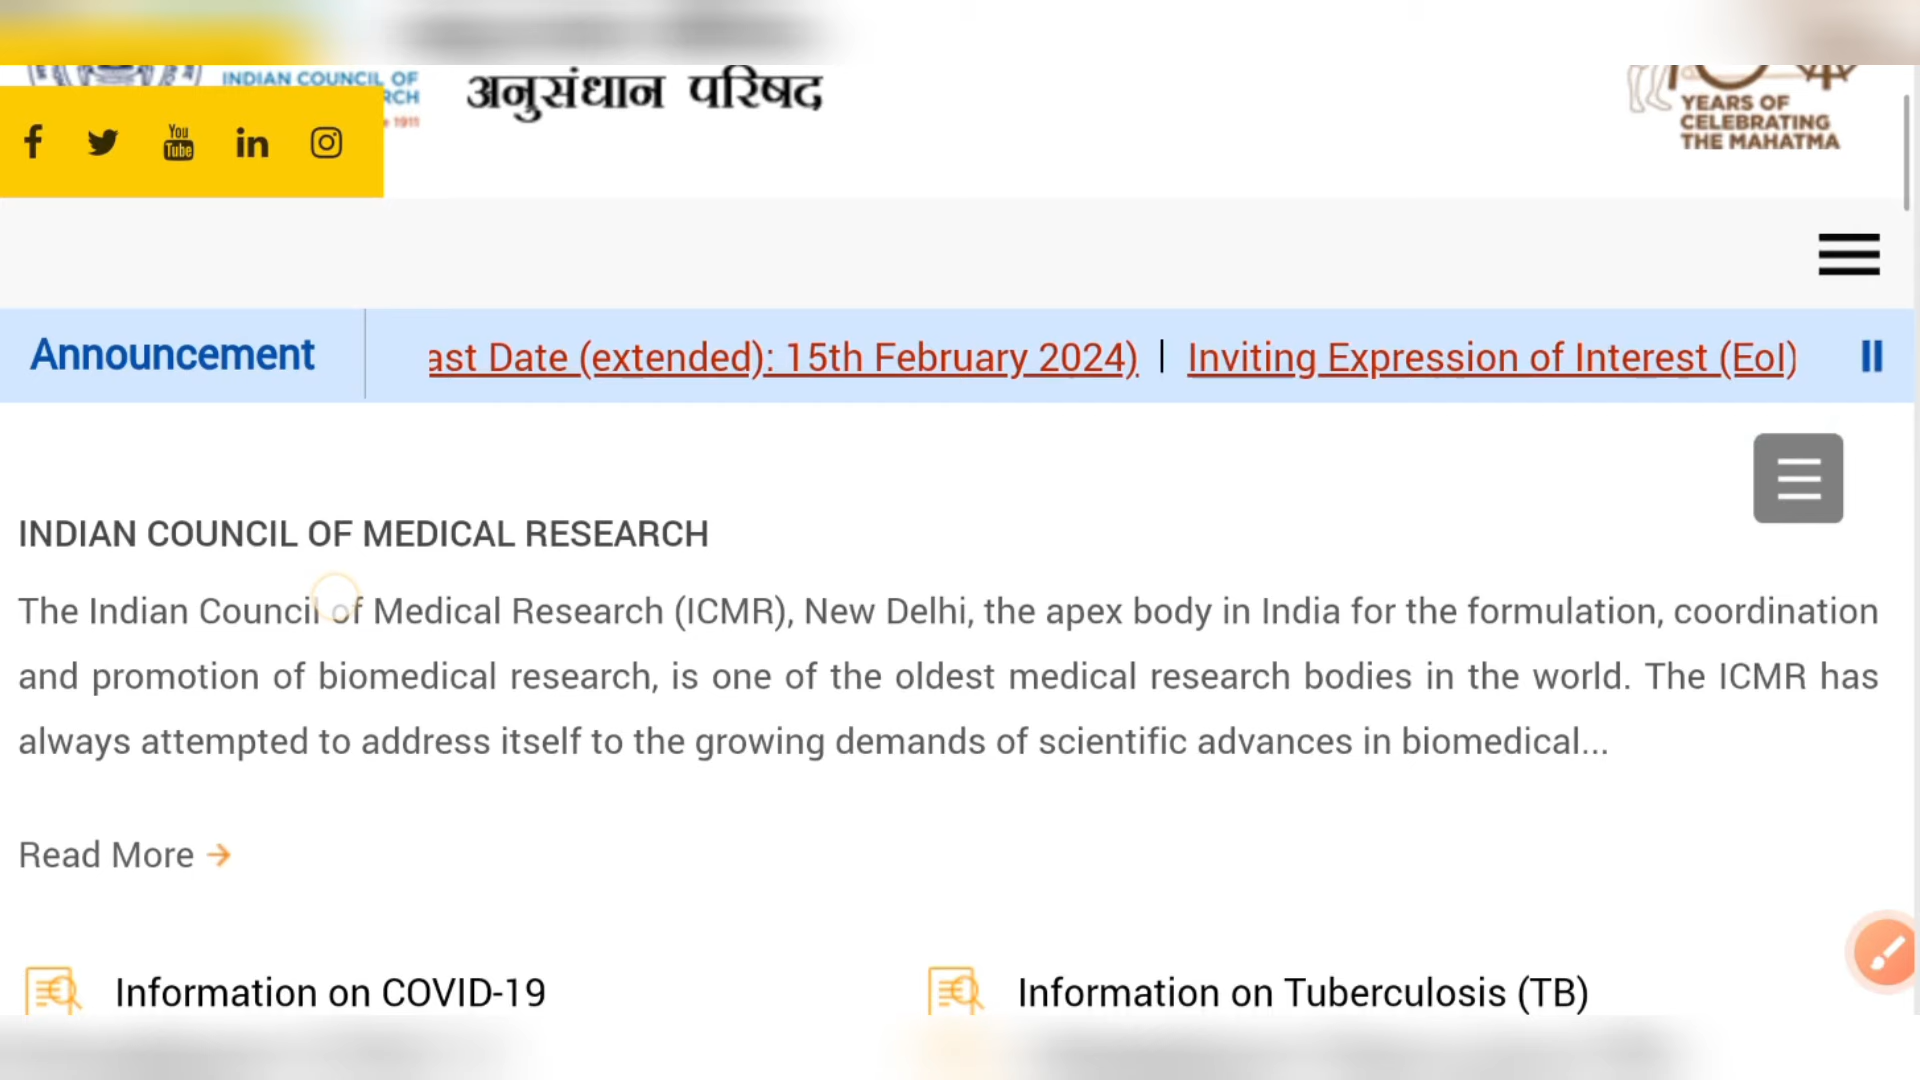 INDIAN COUNCIL OF
RCH
1911
अनुसंधान परिषद
YEARS OF
CELEBRATING
THE MAHATMA
You
Tube
in
Announcement
ast Date (extended): 15th February 2024) | Inviting Expression of Interest (EoI)
INDIAN COUNCIL OF MEDICAL RESEARCH
The Indian Council of Medical Research (ICMR), New Delhi, the apex body in India for the formulation, coordination
and promotion of biomedical research, is one of the oldest medical research bodies in the world. The ICMR has
always attempted to address itself to the growing demands of scientific advances in biomedical...
Read More
Information on COVID-19
Information on Tuberculosis (TB)